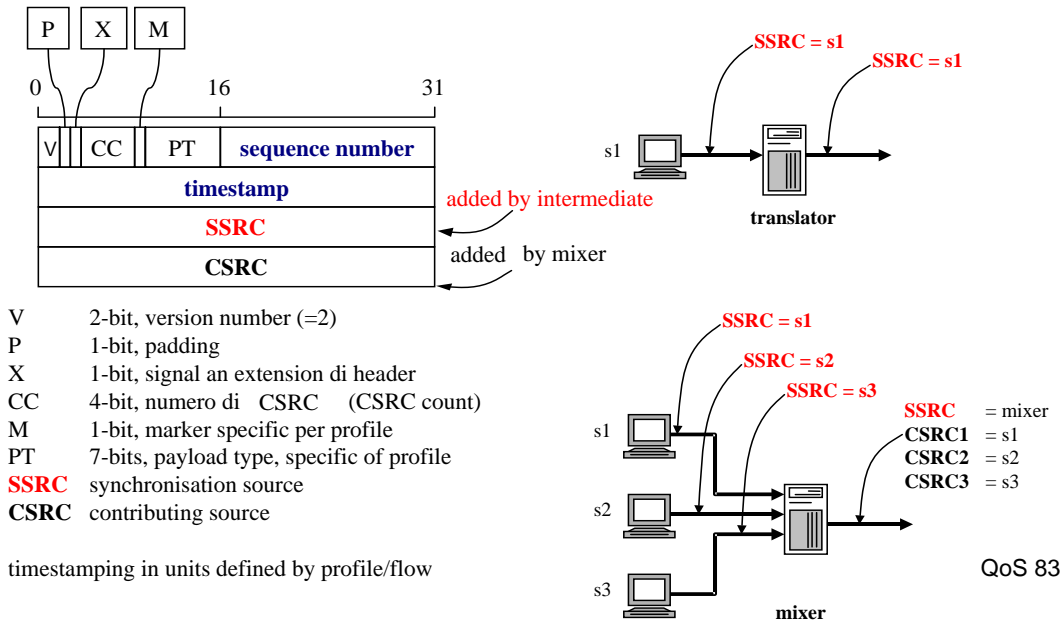 P X M
0 16 31
V CC PT sequence number
timestamp
SSRC
CSRC
added by intermediate
added by mixer
V 2-bit, version number (=2)
P 1-bit, padding
X 1-bit, signal an extension di header
CC 4-bit, numero di CSRC (CSRC count)
M 1-bit, marker specific per profile
PT 7-bits, payload type, specific of profile
SSRC synchronisation source
CSRC contributing source
timestamping in units defined by profile/flow
SSRC = s1
SSRC = s1
s1
translator
SSRC = s1
SSRC = s2
SSRC = s3
s1
s2
s3
mixer
SSRC = mixer
CSRC1 = s1
CSRC2 = s2
CSRC3 = s3
QoS 83